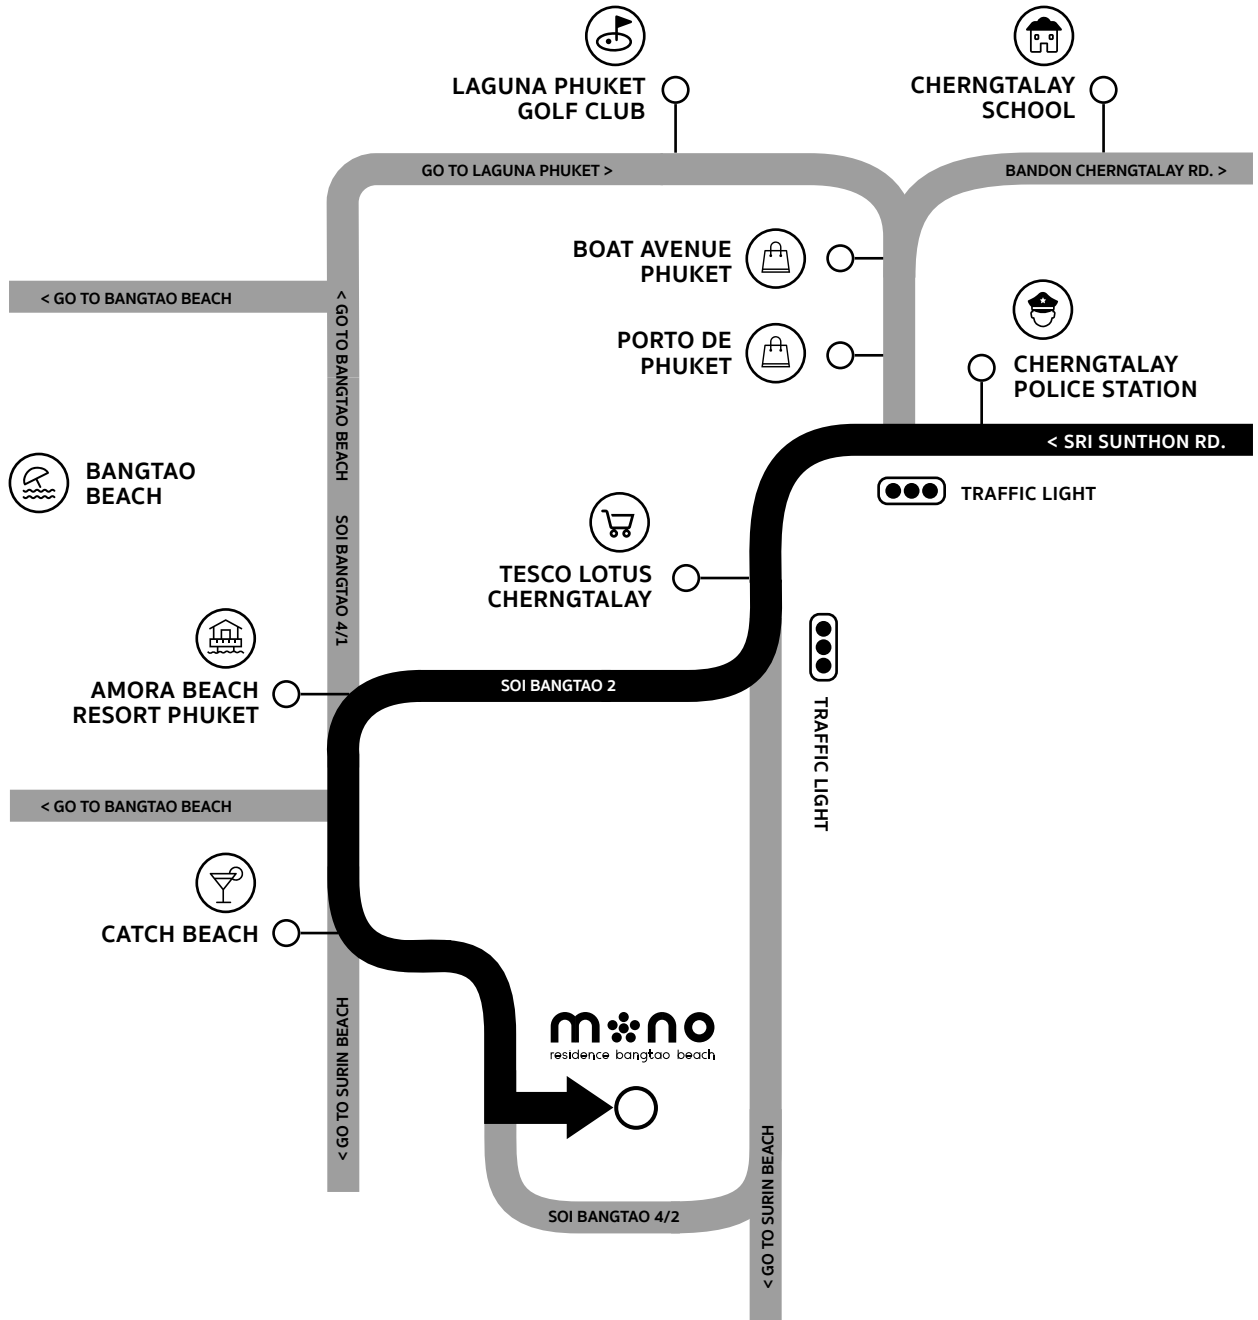 LAGUNA PHUKET
GOLF CLUB
CHERNGTALAY
SCHOOL
GO TO LAGUNA PHUKET >
BANDON CHERNGTALAY RD. >
BOAT AVENUE
PHUKET
< GO TO BANGTAO BEACH
< GO TO BANGTAO BEACH
PORTO DE
PHUKET
CHERNGTALAY
POLICE STATION
< SRI SUNTHON RD.
BANGTAO
BEACH
TRAFFIC LIGHT
SOI BANGTAO 4/1
TESCO LOTUS
CHERNGTALAY
AMORA BEACH
RESORT PHUKET
SOI BANGTAO 2
TRAFFIC LIGHT
< GO TO BANGTAO BEACH
CATCH BEACH
< GO TO SURIN BEACH
mono
residence bangtao beach
SOI BANGTAO 4/2
< GO TO SURIN BEACH